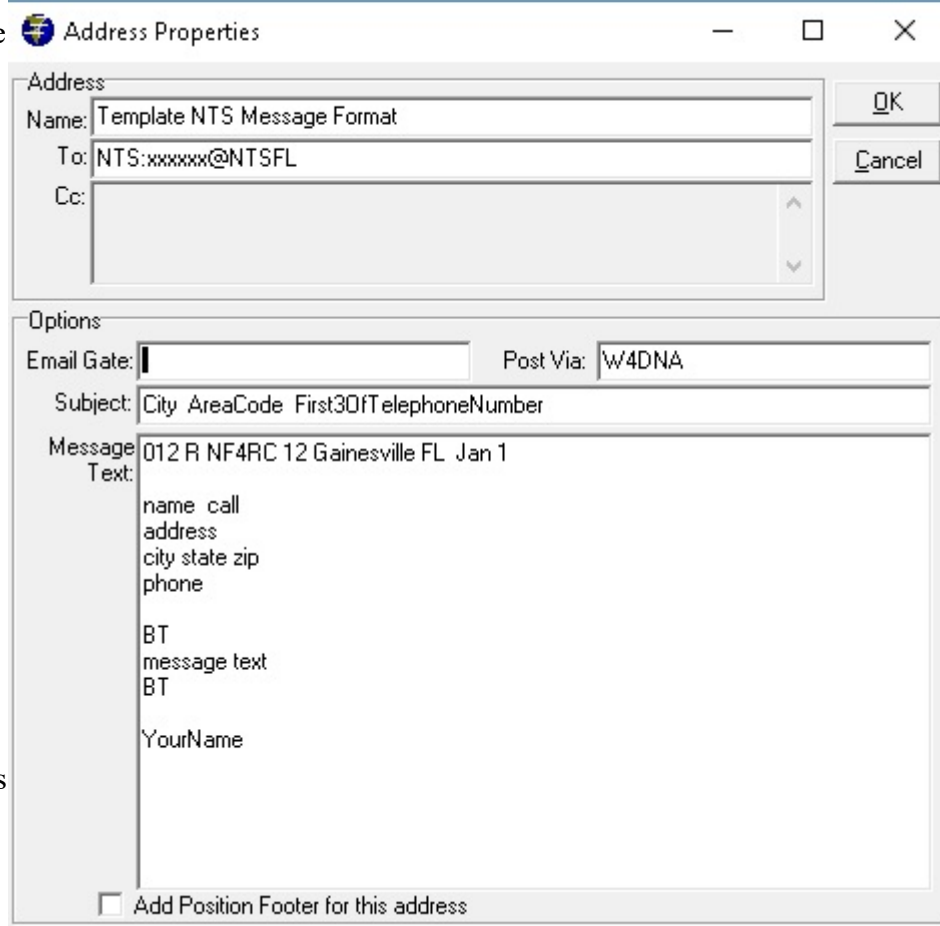 e
Address Properties
Address
Name: Template NTS Message Format
OK
To: NTS:xxxxxx@NTSFL
Cancel
Cc:
Options
Email Gate:
Post Via: W4DNA
Subject: City  AreaCode  First3OfTelephoneNumber
Message Text:
012 R NF4RC 12 Gainesville FL  Jan 1
name  call
address
city state zip
phone
BT
message text
BT
YourName
s
Add Position Footer for this address